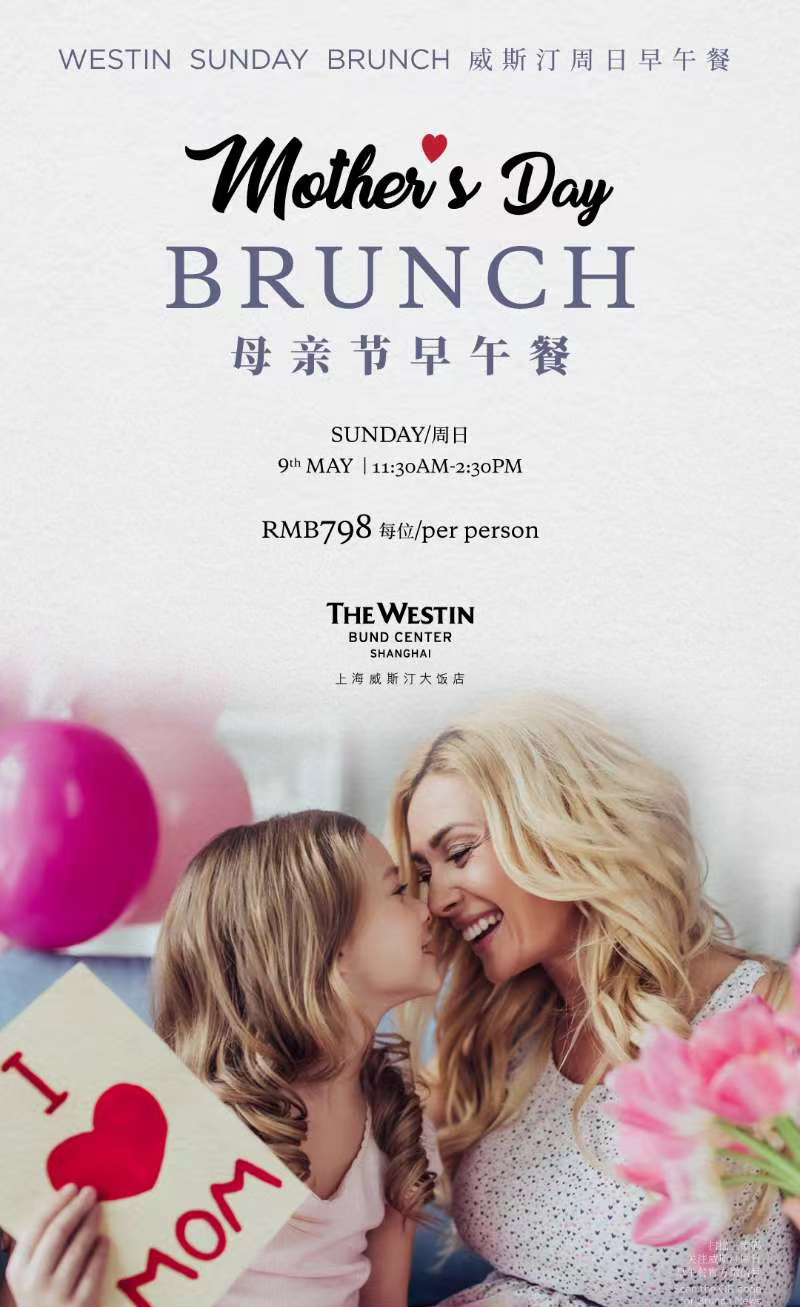 WESTIN SUNDAY BRUNCH 威斯汀周日早午餐
Mother's Day
BRUNCH
母亲节早午餐
SUNDAY/周日
9th MAY | 11:30AM-2:30PM
RMB798 每位/per person
THE WESTIN
BUND CENTER
SHANGHAI
上海威斯汀大饭店
I
MOM